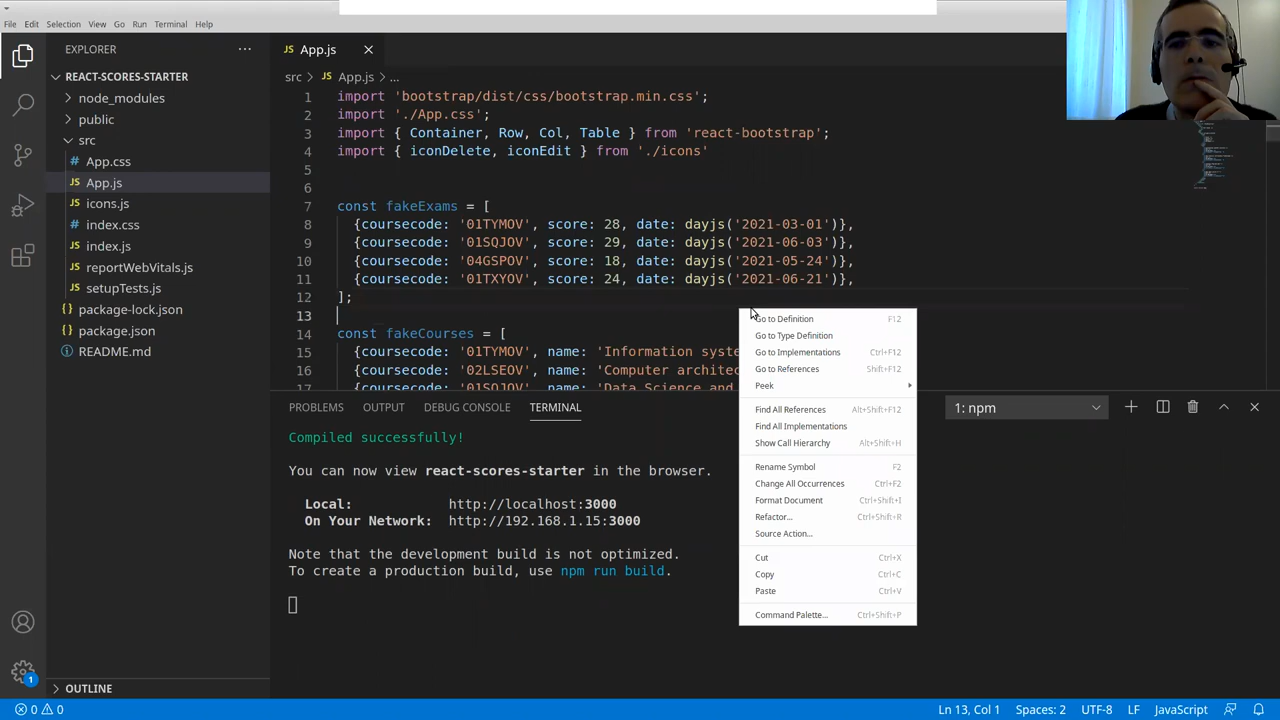 File Edit Selection View Go Run Terminal Help
EXPLORER
REACT-SCORES-STARTER
node_modules
public
src
App.css
App.js
icons.js
index.css
index.js
reportWebVitals.js
setupTests.js
package-lock.json
package.json
README.md
OUTLINE
App.js
src App.js ...
1 import 'bootstrap/dist/css/bootstrap.min.css';
2 import './App.css';
3 import { Container, Row, Col, Table } from 'react-bootstrap';
4 import { iconDelete, iconEdit } from './icons'
5
6
7 const fakeExams = [
8 {coursecode: '01TYMOV', score: 28, date: dayjs('2021-03-01')},
9 {coursecode: '01SQJOV', score: 29, date: dayjs('2021-06-03')},
10 {coursecode: '04GSPOV', score: 18, date: dayjs('2021-05-24')},
11 {coursecode: '01TXYOV', score: 24, date: dayjs('2021-06-21')},
12 ];
13
14 const fakeCourses = [
15 {coursecode: '01TYMOV', name: 'Information syste
16 {coursecode: '02LSEOV', name: 'Computer architec
17 {coursecode: '01SQJOV', name: 'Data Science and
Go to Definition F12
Go to Type Definition
Go to Implementations Ctrl+F12
Go to References Shift+F12
Peek
Find All References Alt+Shift+F12
Find All Implementations
Show Call Hierarchy Alt+Shift+H
Rename Symbol F2
Change All Occurrences Ctrl+F2
Format Document Ctrl+Shift+I
Refactor... Ctrl+Shift+R
Source Action...
Cut Ctrl+X
Copy Ctrl+C
Paste Ctrl+V
Command Palette... Ctrl+Shift+P
PROBLEMS OUTPUT DEBUG CONSOLE TERMINAL 1: npm
Compiled successfully!
You can now view react-scores-starter in the browser.
Local: http://localhost:3000
On Your Network: http://192.168.1.15:3000
Note that the development build is not optimized.
To create a production build, use npm run build.
1
0 0 Ln 13, Col 1 Spaces: 2 UTF-8 LF JavaScript